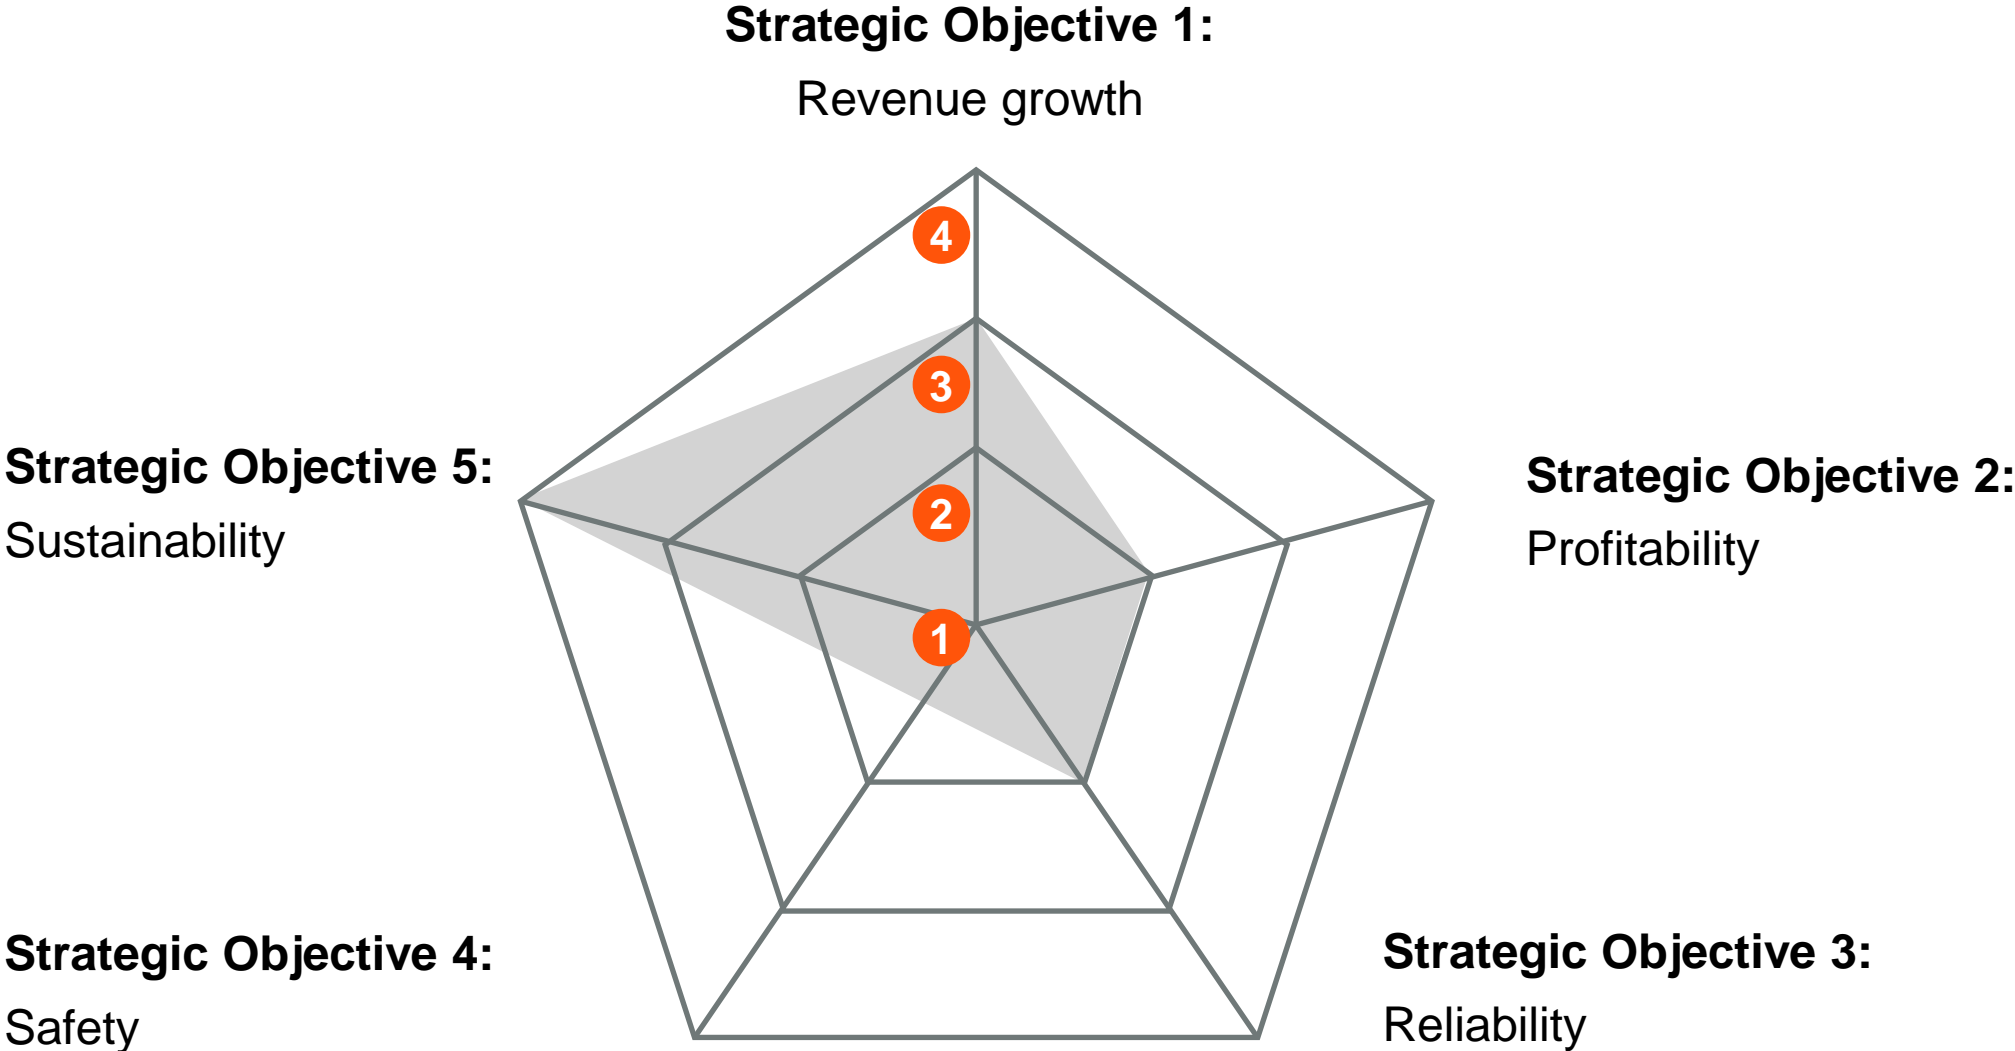 Strategic Objective 1:
Revenue growth
4
3
Strategic Objective 5:
Sustainability
Strategic Objective 2:
Profitability
2
1
Strategic Objective 4:
Safety
Strategic Objective 3:
Reliability